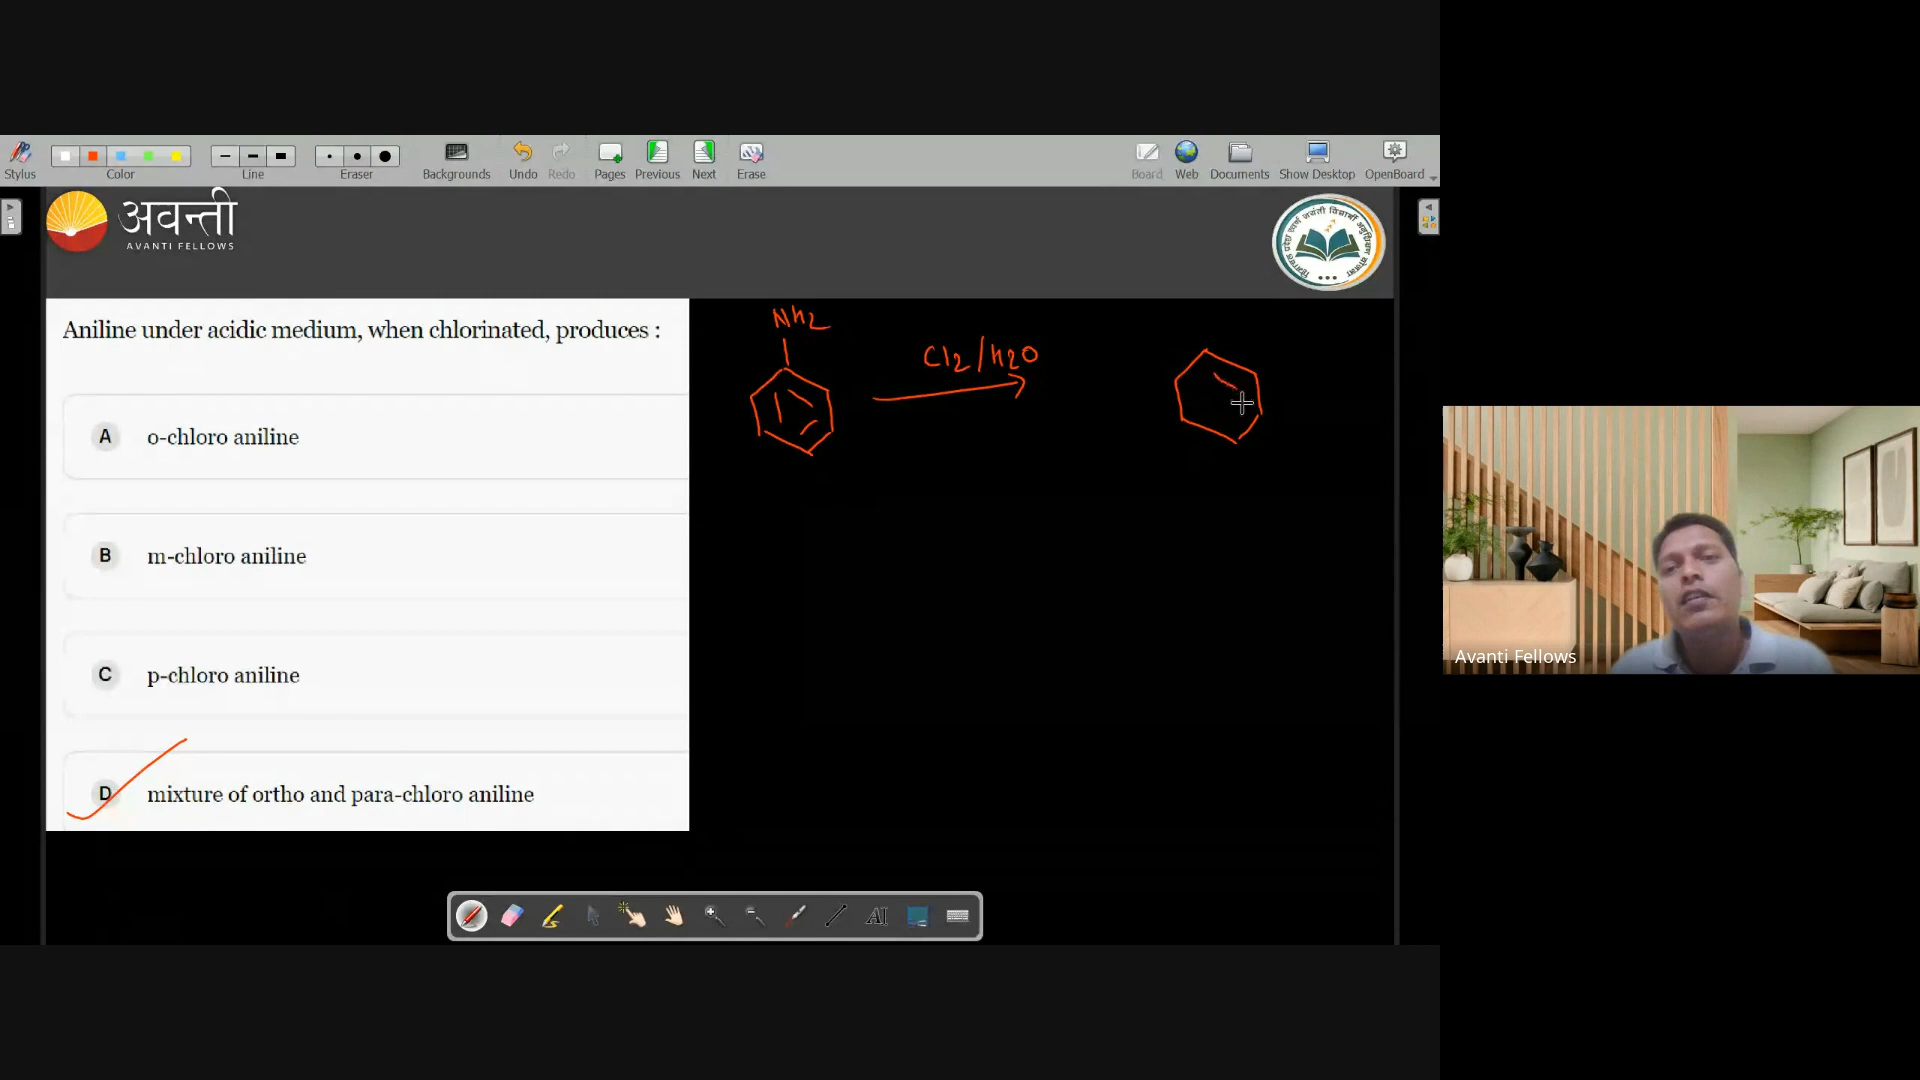 Stylus
Color
Line
Eraser
Backgrounds
Undo
Redo
Pages
Previous
Next
Erase
Board
Web
Documents
Show Desktop
OpenBoard
अवन्ती
AVANTI FELLOWS
Aniline under acidic medium, when chlorinated, produces :
A o-chloro aniline
B m-chloro aniline
C p-chloro aniline
D mixture of ortho and para-chloro aniline
NH2
Cl2/H2O
AI
Avanti Fellows